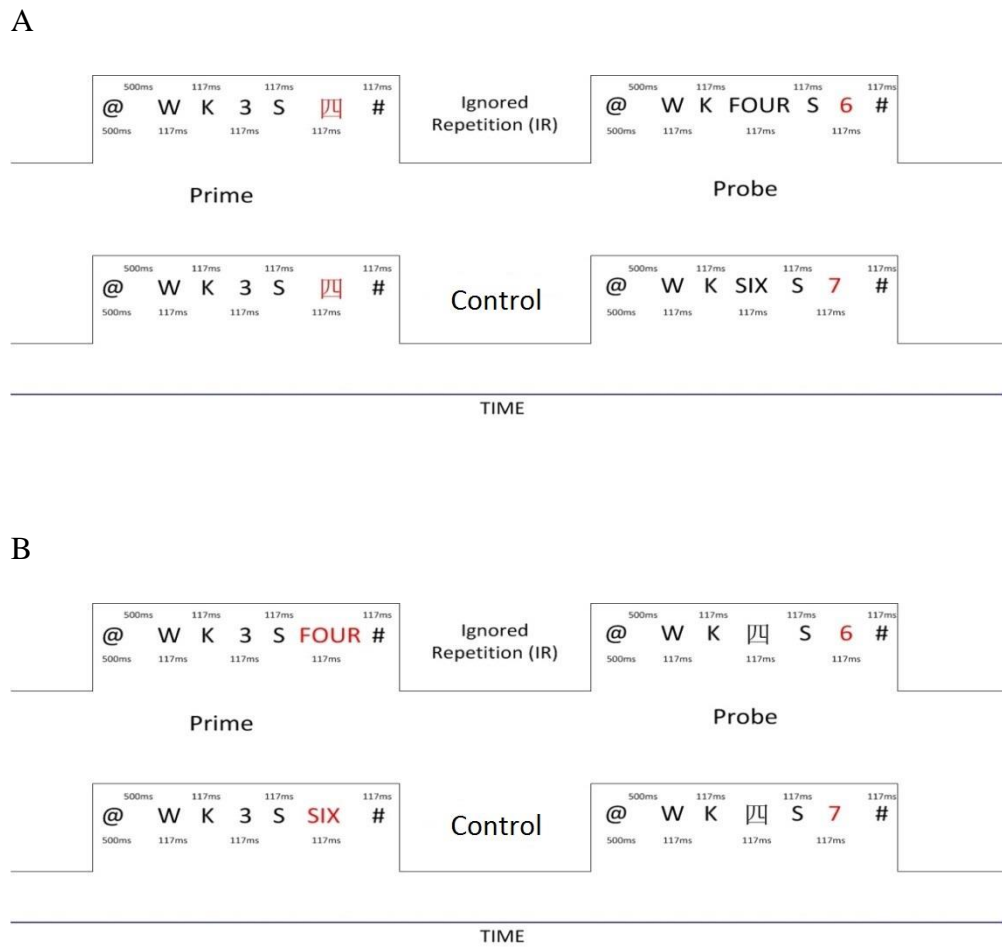 A
500ms 117ms 117ms 117ms
@ W K 3 S 四 #
500ms 117ms 117ms 117ms
Prime
Ignored
Repetition (IR)
500ms 117ms 117ms 117ms
@ W K FOUR S 6 #
500ms 117ms 117ms 117ms
Probe
500ms 117ms 117ms 117ms
@ W K 3 S 四 #
500ms 117ms 117ms 117ms
Control
500ms 117ms 117ms 117ms
@ W K SIX S 7 #
500ms 117ms 117ms 117ms
TIME
B
500ms 117ms 117ms 117ms
@ W K 3 S FOUR #
500ms 117ms 117ms 117ms
Prime
Ignored
Repetition (IR)
500ms 117ms 117ms 117ms
@ W K 四 S 6 #
500ms 117ms 117ms 117ms
Probe
500ms 117ms 117ms 117ms
@ W K 3 S SIX #
500ms 117ms 117ms 117ms
Control
500ms 117ms 117ms 117ms
@ W K 四 S 7 #
500ms 117ms 117ms 117ms
TIME